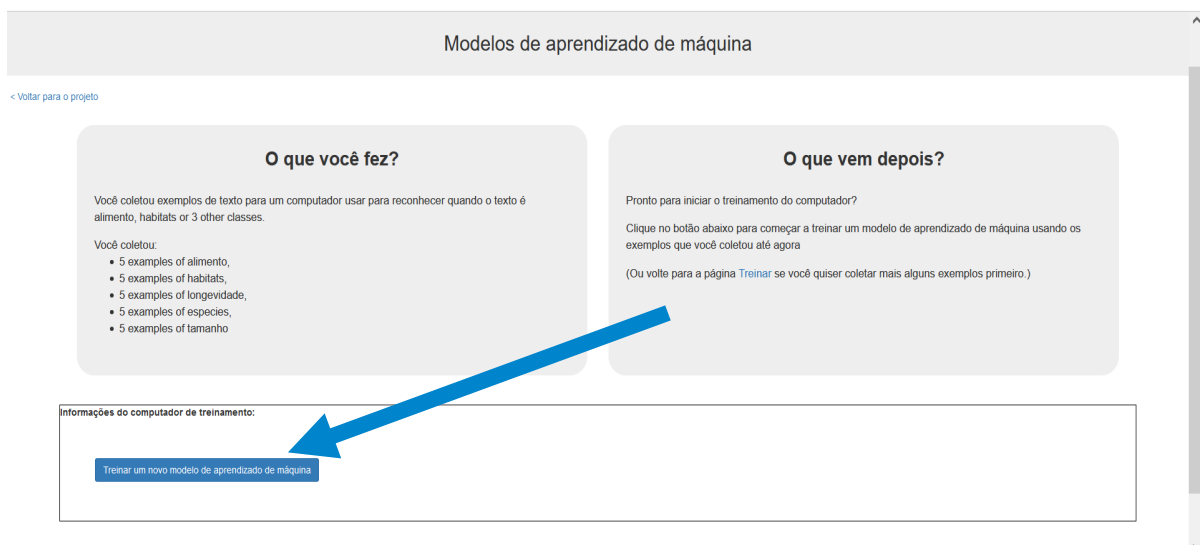 Modelos de aprendizado de máquina
< Voltar para o projeto
O que você fez?
Você coletou exemplos de texto para um computador usar para reconhecer quando o texto é
alimento, habitats or 3 other classes.
Você coletou:
• 5 examples of alimento,
• 5 examples of habitats,
• 5 examples of longevidade,
• 5 examples of especies,
• 5 examples of tamanho
O que vem depois?
Pronto para iniciar o treinamento do computador?
Clique no botão abaixo para começar a treinar um modelo de aprendizado de máquina usando os
exemplos que você coletou até agora
(Ou volte para a página Treinar se você quiser coletar mais alguns exemplos primeiro.)
Informações do computador de treinamento:
Treinar um novo modelo de aprendizado de máquina